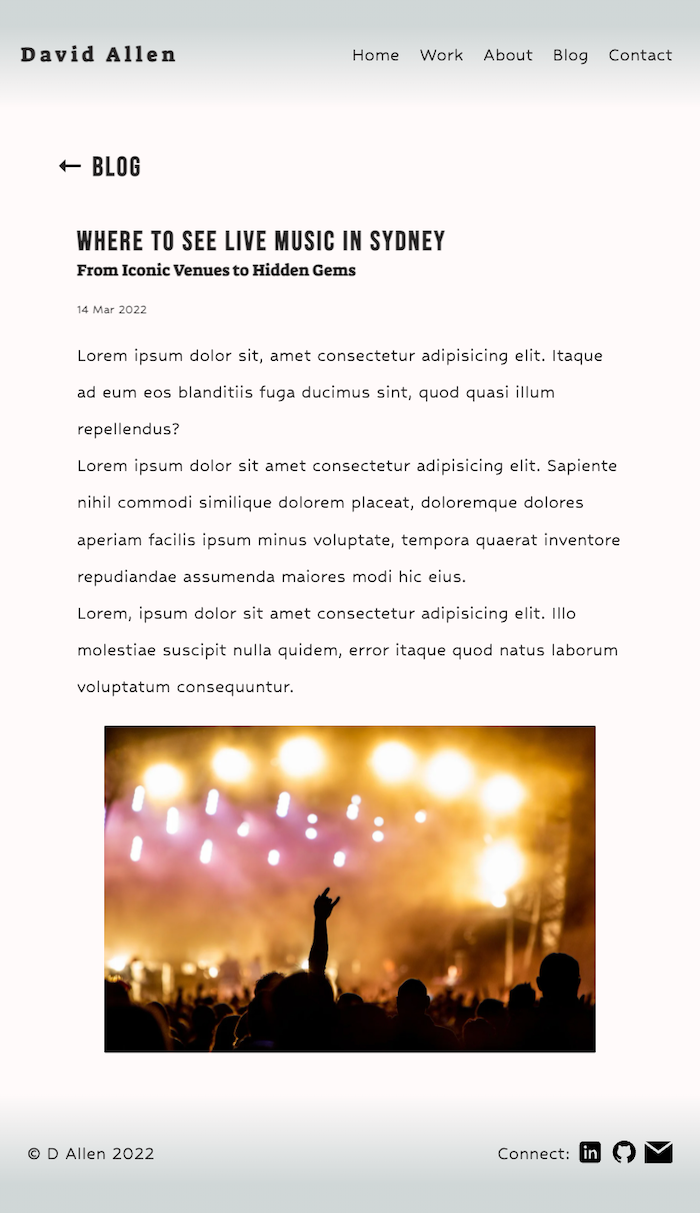 David Allen
Home Work About Blog Contact
← BLOG
WHERE TO SEE LIVE MUSIC IN SYDNEY
From Iconic Venues to Hidden Gems
14 Mar 2022
Lorem ipsum dolor sit, amet consectetur adipisicing elit. Itaque
ad eum eos blanditiis fuga ducimus sint, quod quasi illum
repellendus?
Lorem ipsum dolor sit amet consectetur adipisicing elit. Sapiente
nihil commodi similique dolorem placeat, doloremque dolores
aperiam facilis ipsum minus voluptate, tempora quaerat inventore
repudiandae assumenda maiores modi hic eius.
Lorem, ipsum dolor sit amet consectetur adipisicing elit. Illo
molestiae suscipit nulla quidem, error itaque quod natus laborum
voluptatum consequuntur.
© D Allen 2022
Connect: in